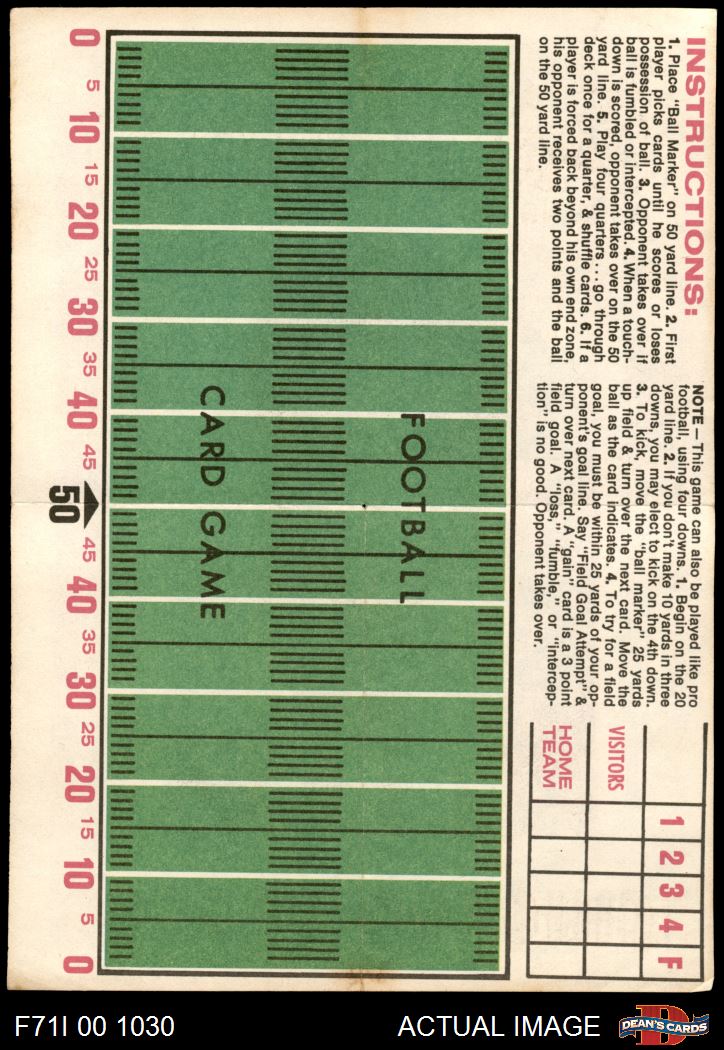 INSTRUCTIONS:
1. Place "Ball Marker" on 50 yard line. 2. First
player picks cards until he scores or loses
possession of ball. 3. Opponent takes over if
ball is fumbled or intercepted. 4. When a touch-
down is scored, opponent takes over on the 50
yard line. 5. Play four quarters . . . go through
deck once for a quarter, & shuffle cards. 6. If a
player is forced back beyond his own end zone,
his opponent receives two points and the ball
on the 50 yard line.
NOTE — This game can also be played like pro
football, using four downs. 1. Begin on the 20
yard line. 2. If you don't make 10 yards in three
downs, you may elect to kick on the 4th down.
3. To kick, move the "ball marker" 25 yards
up field & turn over the next card. Move the
ball as the card indicates. 4. To try for a field
goal, you must be within 25 yards of your op-
ponent's goal line. Say "Field Goal Attempt" &
turn over next card. A "gain" card is a 3 point
field goal. A "loss," "fumble," or "intercep-
tion" is no good. Opponent takes over.
1 2 3 4 F
VISITORS
HOME
TEAM
FOOTBALL
CARD GAME
0 5 10 15 20 25 30 35 40 45 50 45 40 35 30 25 20 15 10 5 0
F71I 00 1030
ACTUAL IMAGE
D
DEAN'S CARDS